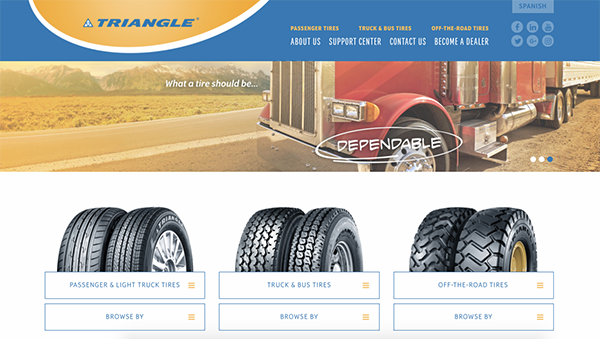 SPANISH
TRIANGLE
PASSENGER TIRES TRUCK & BUS TIRES OFF-THE-ROAD TIRES
ABOUT US SUPPORT CENTER CONTACT US BECOME A DEALER
What a tire should be...
DEPENDABLE
TRIANGLE
PASSENGER & LIGHT TRUCK TIRES
TRUCK & BUS TIRES
OFF-THE-ROAD TIRES
BROWSE BY
BROWSE BY
BROWSE BY